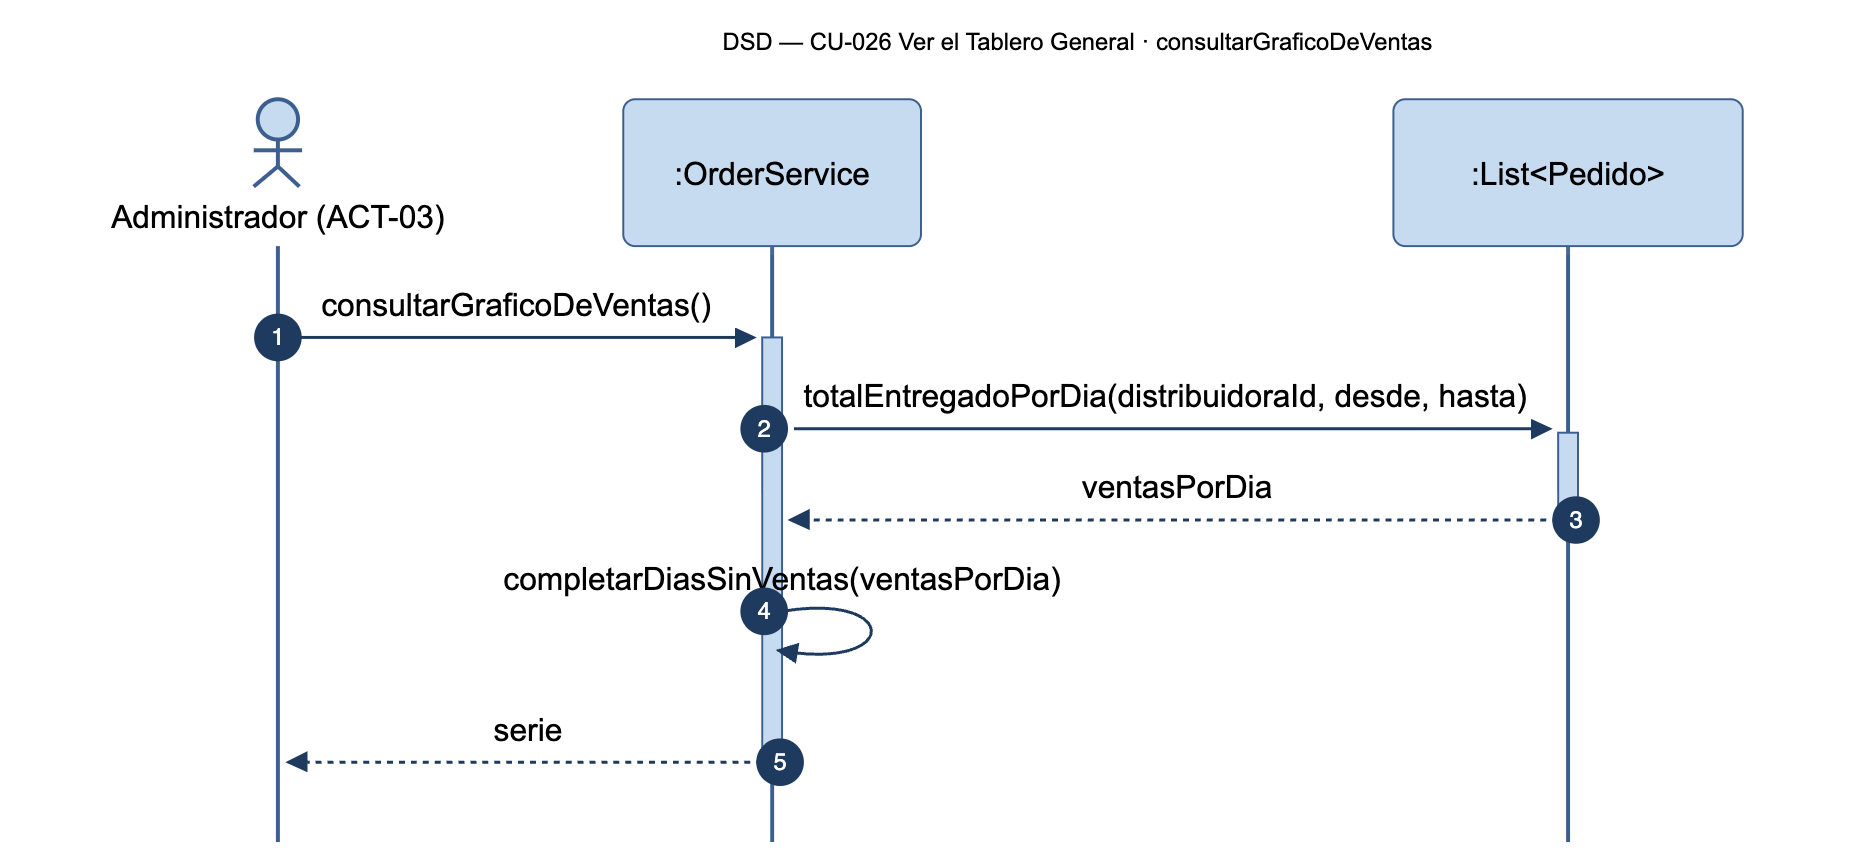 DSD — CU-026 Ver el Tablero General · consultarGraficoDeVentas
Administrador (ACT-03)
:OrderService
:List<Pedido>
consultarGraficoDeVentas()
1
totalEntregadoPorDia(distribuidoraId, desde, hasta)
2
ventasPorDia
3
completarDiasSinVentas(ventasPorDia)
4
serie
5